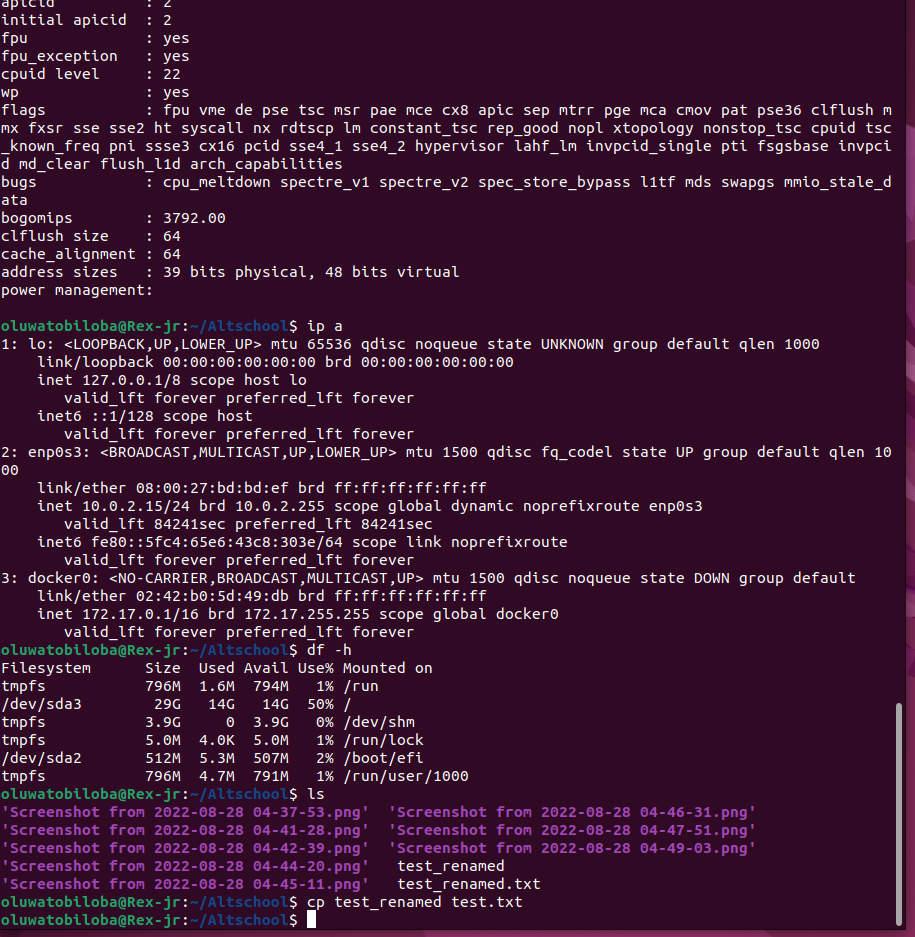 apicid          : 2
initial apicid  : 2
fpu             : yes
fpu_exception   : yes
cpuid level     : 22
wp              : yes
flags           : fpu vme de pse tsc msr pae mce cx8 apic sep mtrr pge mca cmov pat pse36 clflush m
mx fxsr sse sse2 ht syscall nx rdtscp lm constant_tsc rep_good nopl xtopology nonstop_tsc cpuid tsc
_known_freq pni ssse3 cx16 pcid sse4_1 sse4_2 hypervisor lahf_lm invpcid_single pti fsgsbase invpci
d md_clear flush_l1d arch_capabilities
bugs            : cpu_meltdown spectre_v1 spectre_v2 spec_store_bypass l1tf mds swapgs mmio_stale_d
ata
bogomips        : 3792.00
clflush size    : 64
cache_alignment : 64
address sizes   : 39 bits physical, 48 bits virtual
power management:

oluwatobiloba@Rex-jr:~/Altschool$ ip a
1: lo: <LOOPBACK,UP,LOWER_UP> mtu 65536 qdisc noqueue state UNKNOWN group default qlen 1000
    link/loopback 00:00:00:00:00:00 brd 00:00:00:00:00:00
    inet 127.0.0.1/8 scope host lo
       valid_lft forever preferred_lft forever
    inet6 ::1/128 scope host
       valid_lft forever preferred_lft forever
2: enp0s3: <BROADCAST,MULTICAST,UP,LOWER_UP> mtu 1500 qdisc fq_codel state UP group default qlen 10
00
    link/ether 08:00:27:bd:bd:ef brd ff:ff:ff:ff:ff:ff
    inet 10.0.2.15/24 brd 10.0.2.255 scope global dynamic noprefixroute enp0s3
       valid_lft 84241sec preferred_lft 84241sec
    inet6 fe80::5fc4:65e6:43c8:303e/64 scope link noprefixroute
       valid_lft forever preferred_lft forever
3: docker0: <NO-CARRIER,BROADCAST,MULTICAST,UP> mtu 1500 qdisc noqueue state DOWN group default
    link/ether 02:42:b0:5d:49:db brd ff:ff:ff:ff:ff:ff
    inet 172.17.0.1/16 brd 172.17.255.255 scope global docker0
       valid_lft forever preferred_lft forever
oluwatobiloba@Rex-jr:~/Altschool$ df -h
Filesystem      Size  Used Avail Use% Mounted on
tmpfs           796M  1.6M  794M   1% /run
/dev/sda3        29G   14G   14G  50% /
tmpfs           3.9G     0  3.9G   0% /dev/shm
tmpfs           5.0M  4.0K  5.0M   1% /run/lock
/dev/sda2       512M  5.3M  507M   2% /boot/efi
tmpfs           796M  4.7M  791M   1% /run/user/1000
oluwatobiloba@Rex-jr:~/Altschool$ ls
'Screenshot from 2022-08-28 04-37-53.png'  'Screenshot from 2022-08-28 04-46-31.png'
'Screenshot from 2022-08-28 04-41-28.png'  'Screenshot from 2022-08-28 04-47-51.png'
'Screenshot from 2022-08-28 04-42-39.png'  'Screenshot from 2022-08-28 04-49-03.png'
'Screenshot from 2022-08-28 04-44-20.png'   test_renamed
'Screenshot from 2022-08-28 04-45-11.png'   test_renamed.txt
oluwatobiloba@Rex-jr:~/Altschool$ cp test_renamed test.txt
oluwatobiloba@Rex-jr:~/Altschool$